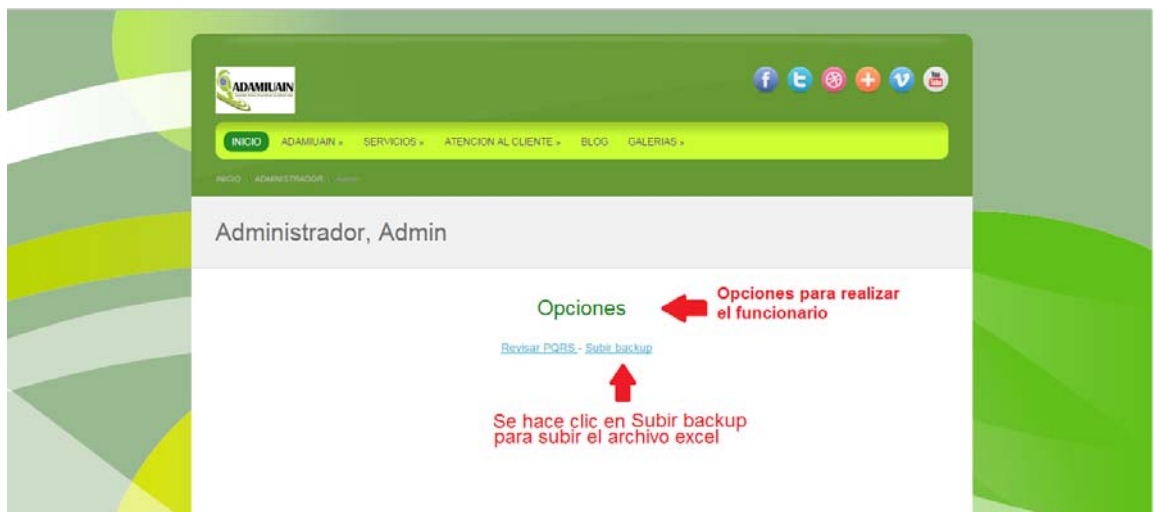 ADAMIUAIN
INICIO ADAMIUAIN » SERVICIOS » ATENCION AL CLIENTE » BLOG GALERIAS »
INICIO ADMINISTRADOR Admin
Administrador, Admin
Opciones
Opciones para realizar
el funcionario
Revisar PQRS - Subir backup
Se hace clic en Subir backup
para subir el archivo excel